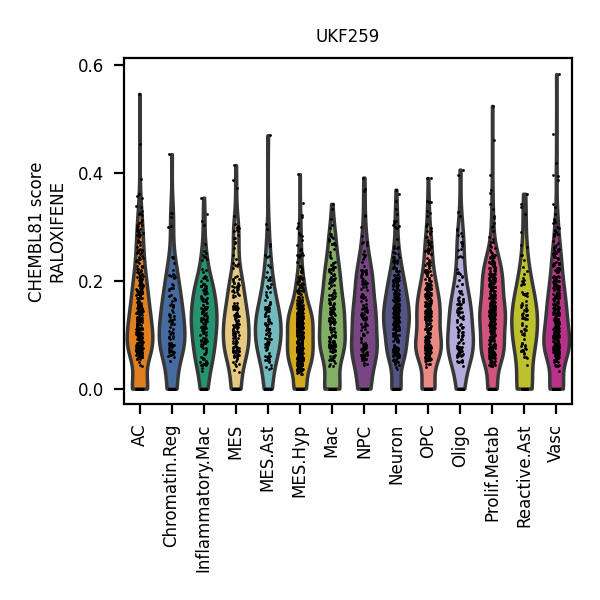 UKF259
CHEMBL81 score
RALOXIFENE
0.6
0.4
0.2
0.0
AC
Chromatin.Reg
Inflammatory.Mac
MES
MES.Ast
MES.Hyp
Mac
NPC
Neuron
OPC
Oligo
Prolif.Metab
Reactive.Ast
Vasc